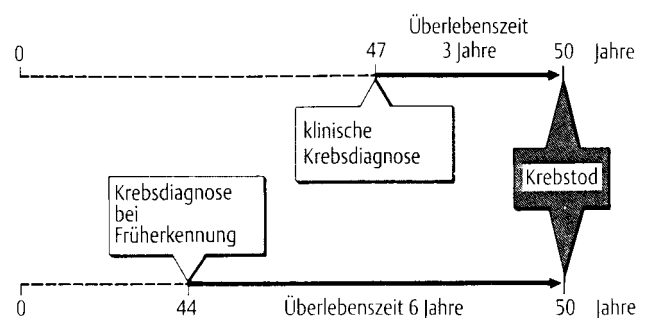 Überlebenszeit
0 47 3 Jahre 50 Jahre
klinische
Krebsdiagnose
Krebstod
Krebsdiagnose
bei
Früherkennung
0 44 Überlebenszeit 6 Jahre 50 Jahre